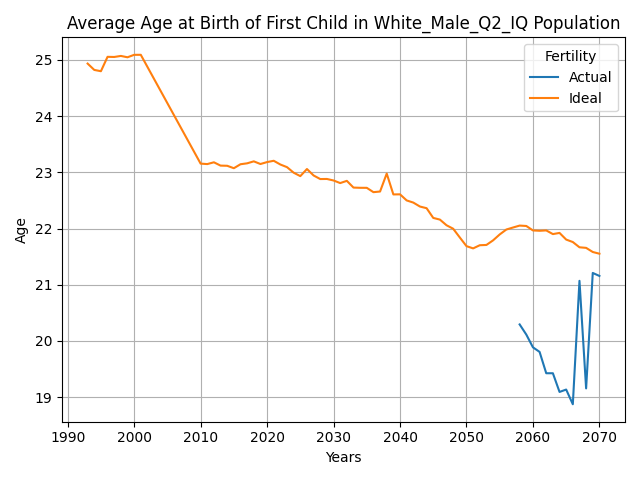 Average Age at Birth of First Child in White_Male_Q2_IQ Population
Fertility
Actual
Ideal
25
24
23
22
21
20
19
Age
1990 2000 2010 2020 2030 2040 2050 2060 2070
Years